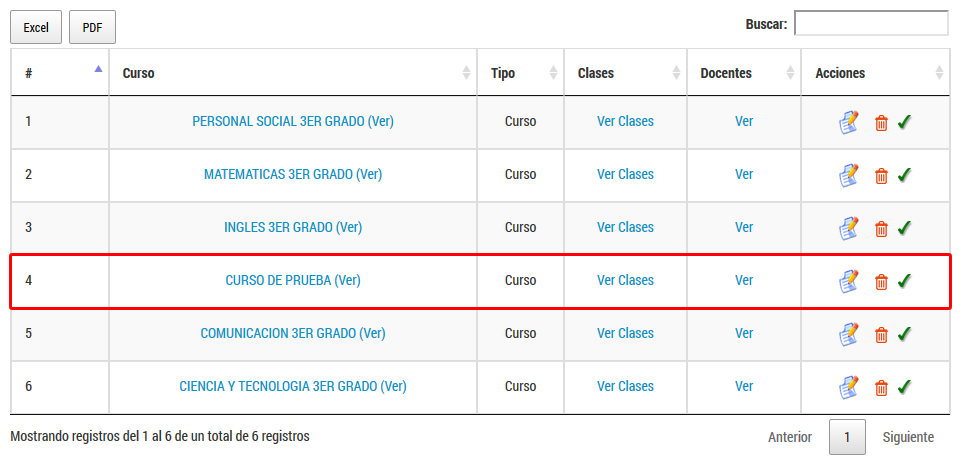 Excel PDF Buscar:
# Curso Tipo Clases Docentes Acciones
1 PERSONAL SOCIAL 3ER GRADO (Ver) Curso Ver Clases Ver
2 MATEMATICAS 3ER GRADO (Ver) Curso Ver Clases Ver
3 INGLES 3ER GRADO (Ver) Curso Ver Clases Ver
4 CURSO DE PRUEBA (Ver) Curso Ver Clases Ver
5 COMUNICACION 3ER GRADO (Ver) Curso Ver Clases Ver
6 CIENCIA Y TECNOLOGIA 3ER GRADO (Ver) Curso Ver Clases Ver
Mostrando registros del 1 al 6 de un total de 6 registros Anterior 1 Siguiente